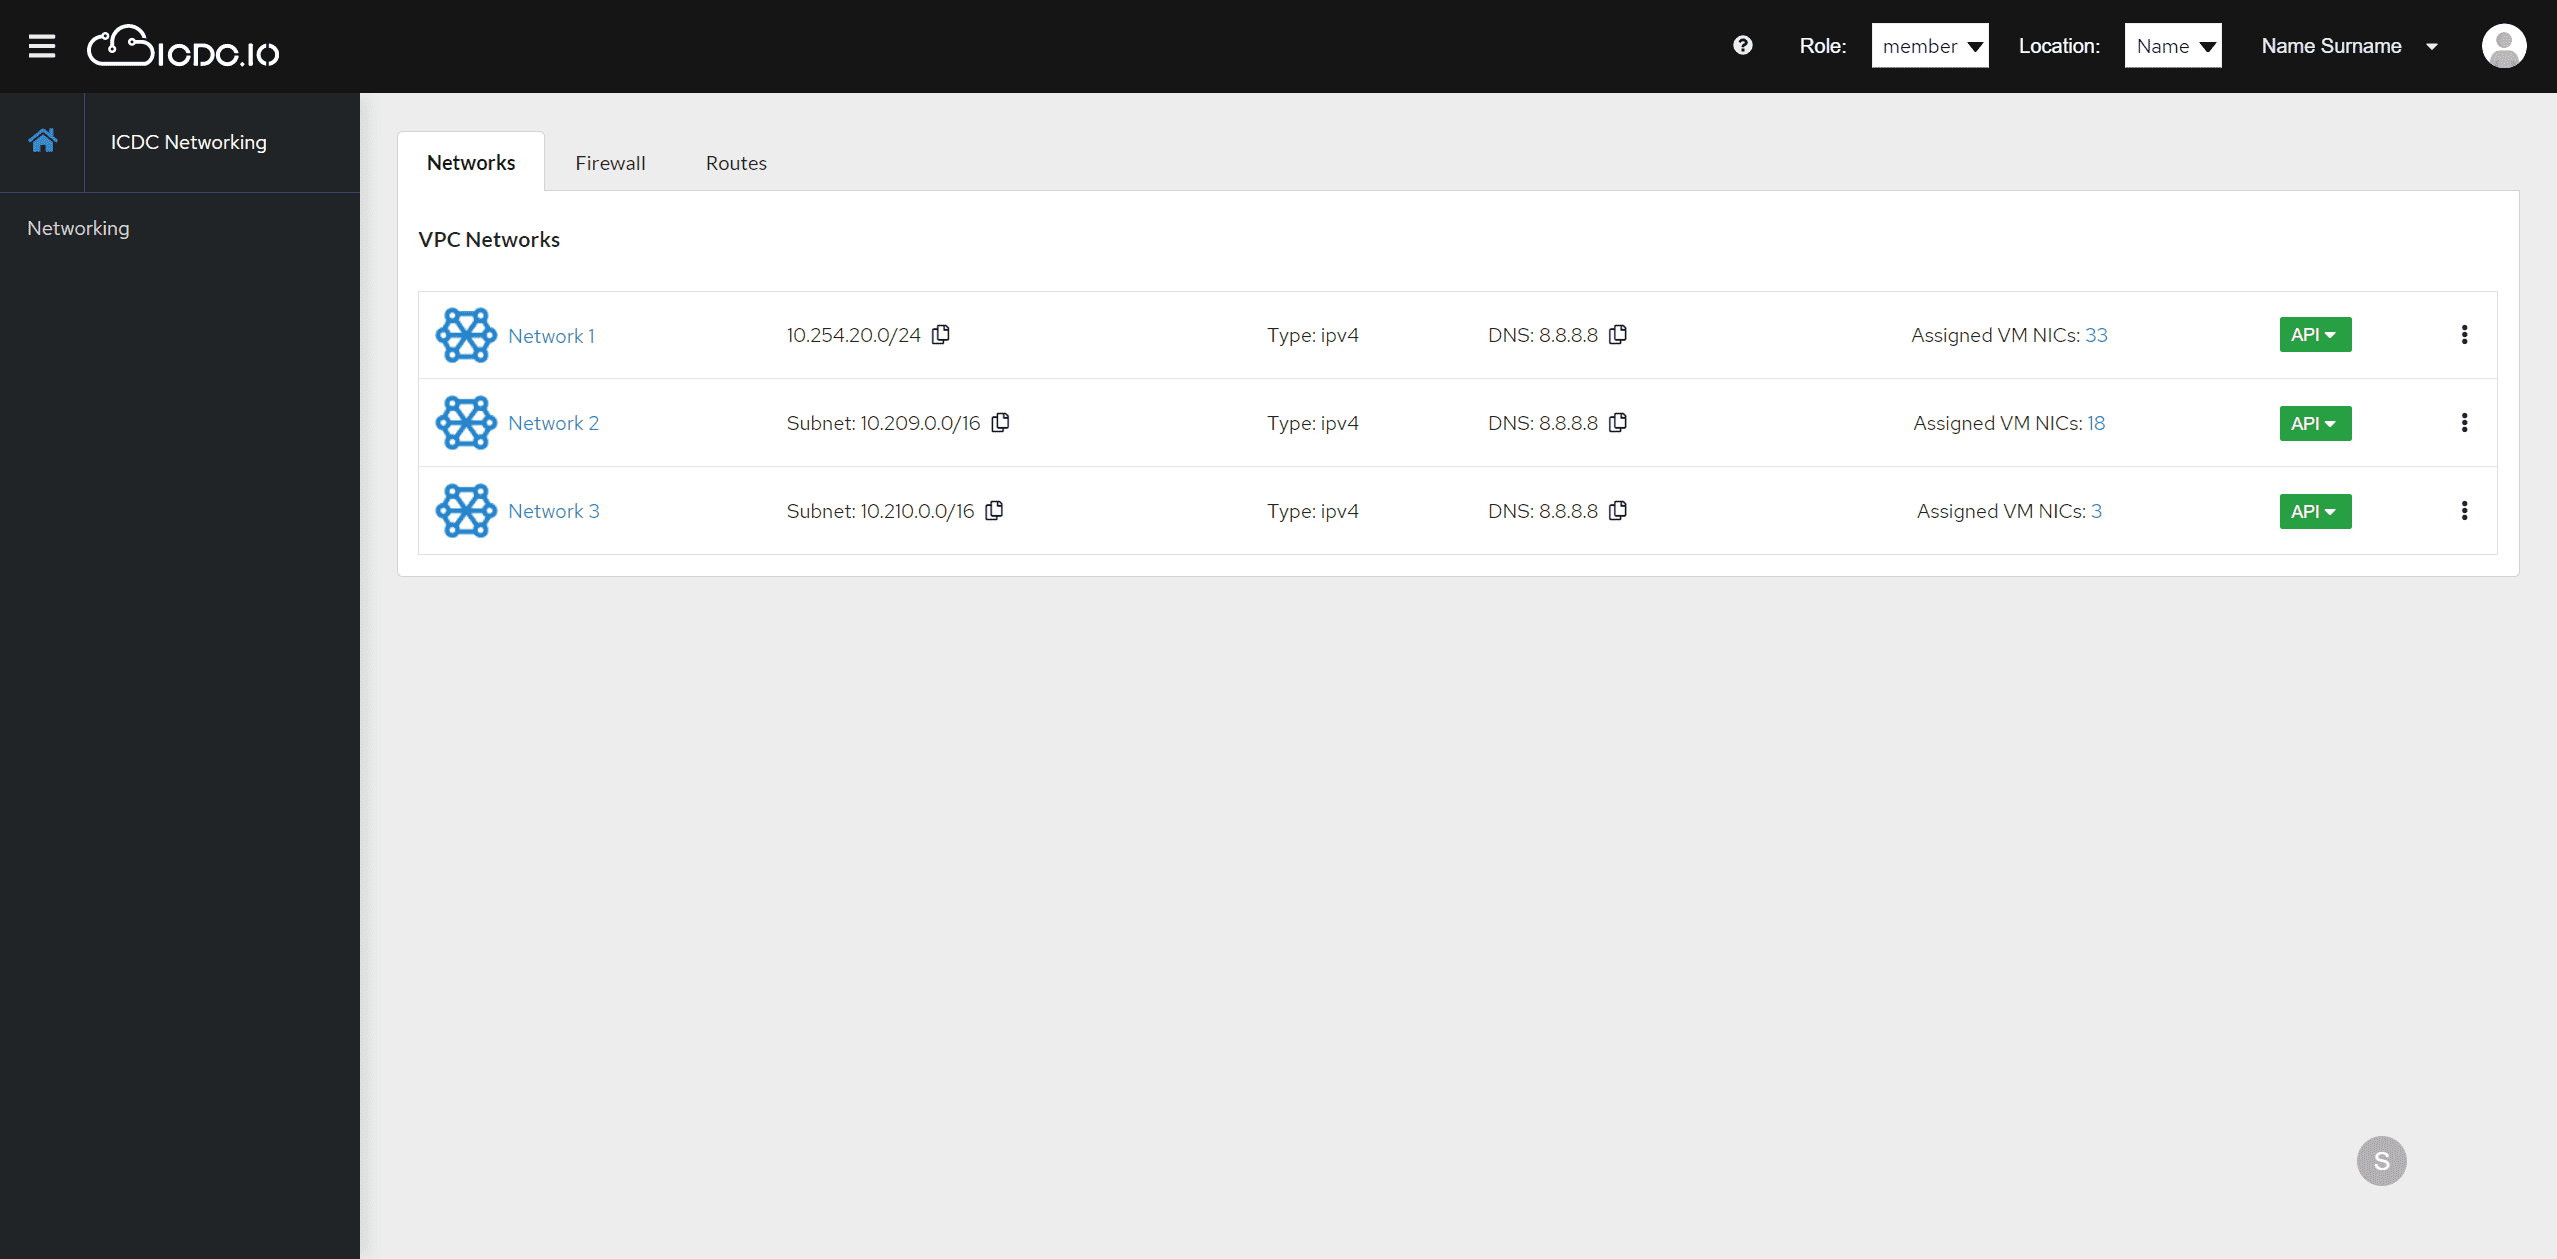 ICDC.IO Role: member Location: Name Name Surname
ICDC Networking
Networking
Networks Firewall Routes
VPC Networks
Network 1 10.254.20.0/24 Type: ipv4 DNS: 8.8.8.8 Assigned VM NICs: 33 API
Network 2 Subnet: 10.209.0.0/16 Type: ipv4 DNS: 8.8.8.8 Assigned VM NICs: 18 API
Network 3 Subnet: 10.210.0.0/16 Type: ipv4 DNS: 8.8.8.8 Assigned VM NICs: 3 API
S